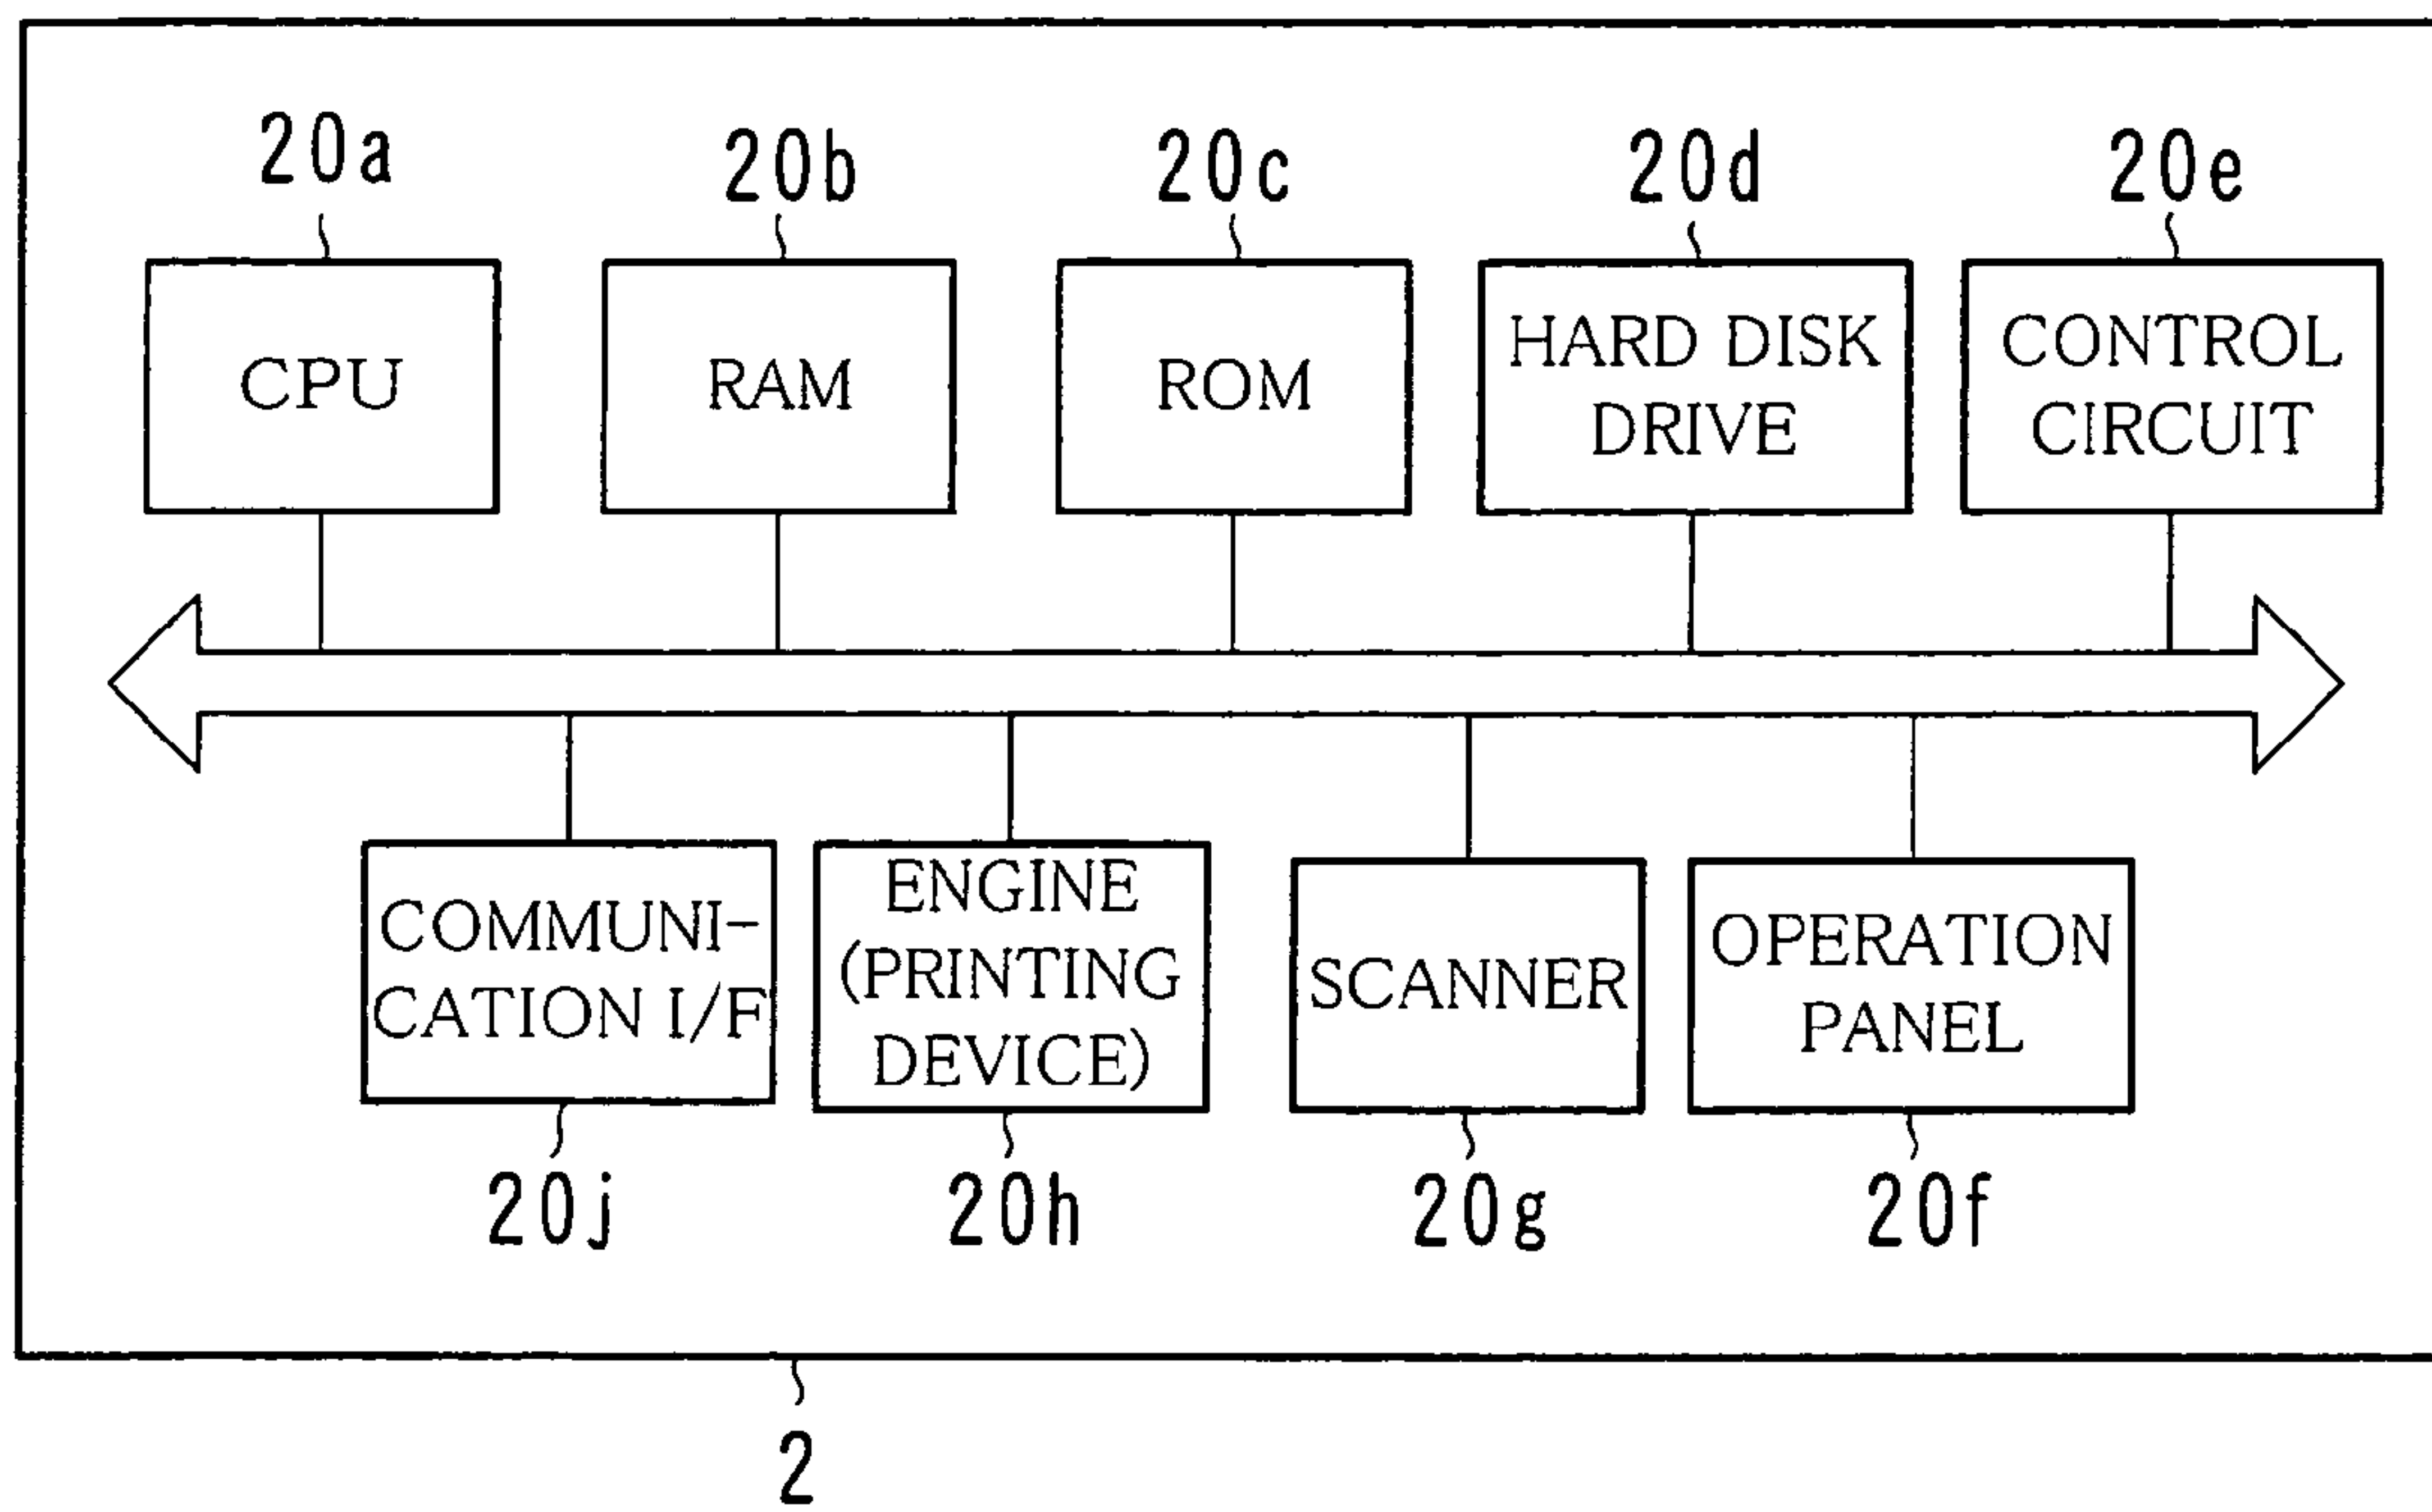 20a
20b
20c
20d
20e
CPU
RAM
ROM
HARD DISK
DRIVE
CONTROL
CIRCUIT
COMMUNI-
CATION I/F
ENGINE
(PRINTING
DEVICE)
SCANNER
OPERATION
PANEL
20j
20h
20g
20f
2